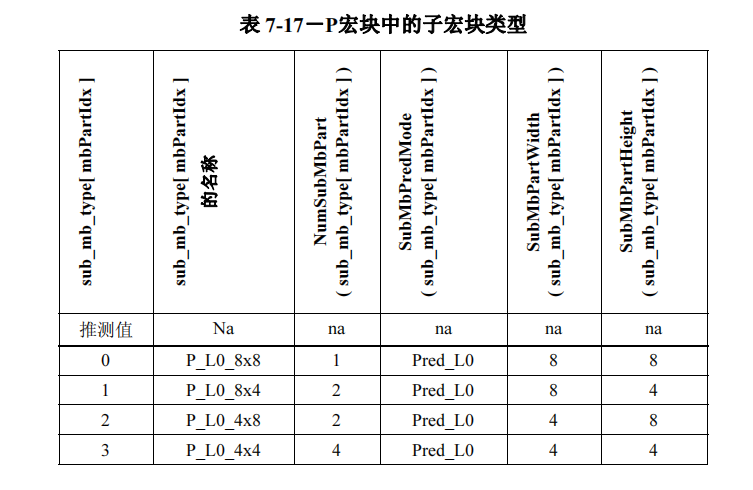 表 7-17－P宏块中的子宏块类型
sub_mb_type[ mbPartIdx ]
sub_mb_type[ mbPartIdx ]
的名称
NumSubMbPart
( sub_mb_type[ mbPartIdx ] )
SubMbPredMode
( sub_mb_type[ mbPartIdx ] )
SubMbPartWidth
( sub_mb_type[ mbPartIdx ] )
SubMbPartHeight
( sub_mb_type[ mbPartIdx ] )
推测值 Na na na na na
0 P_L0_8x8 1 Pred_L0 8 8
1 P_L0_8x4 2 Pred_L0 8 4
2 P_L0_4x8 2 Pred_L0 4 8
3 P_L0_4x4 4 Pred_L0 4 4